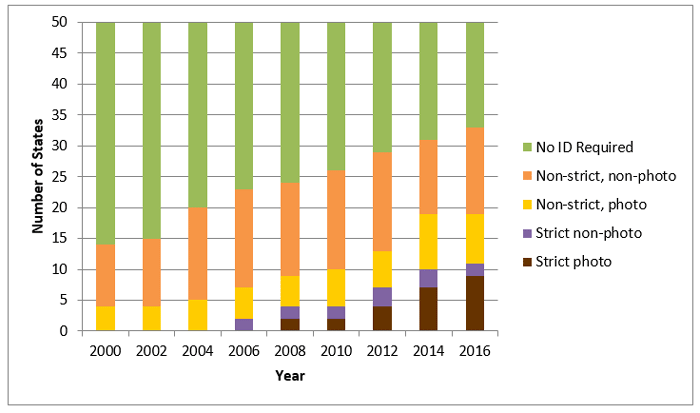 50
45
40
35
30
25
20
15
10
5
0
Number of States
2000 2002 2004 2006 2008 2010 2012 2014 2016
Year
No ID Required
Non-strict, non-photo
Non-strict, photo
Strict non-photo
Strict photo